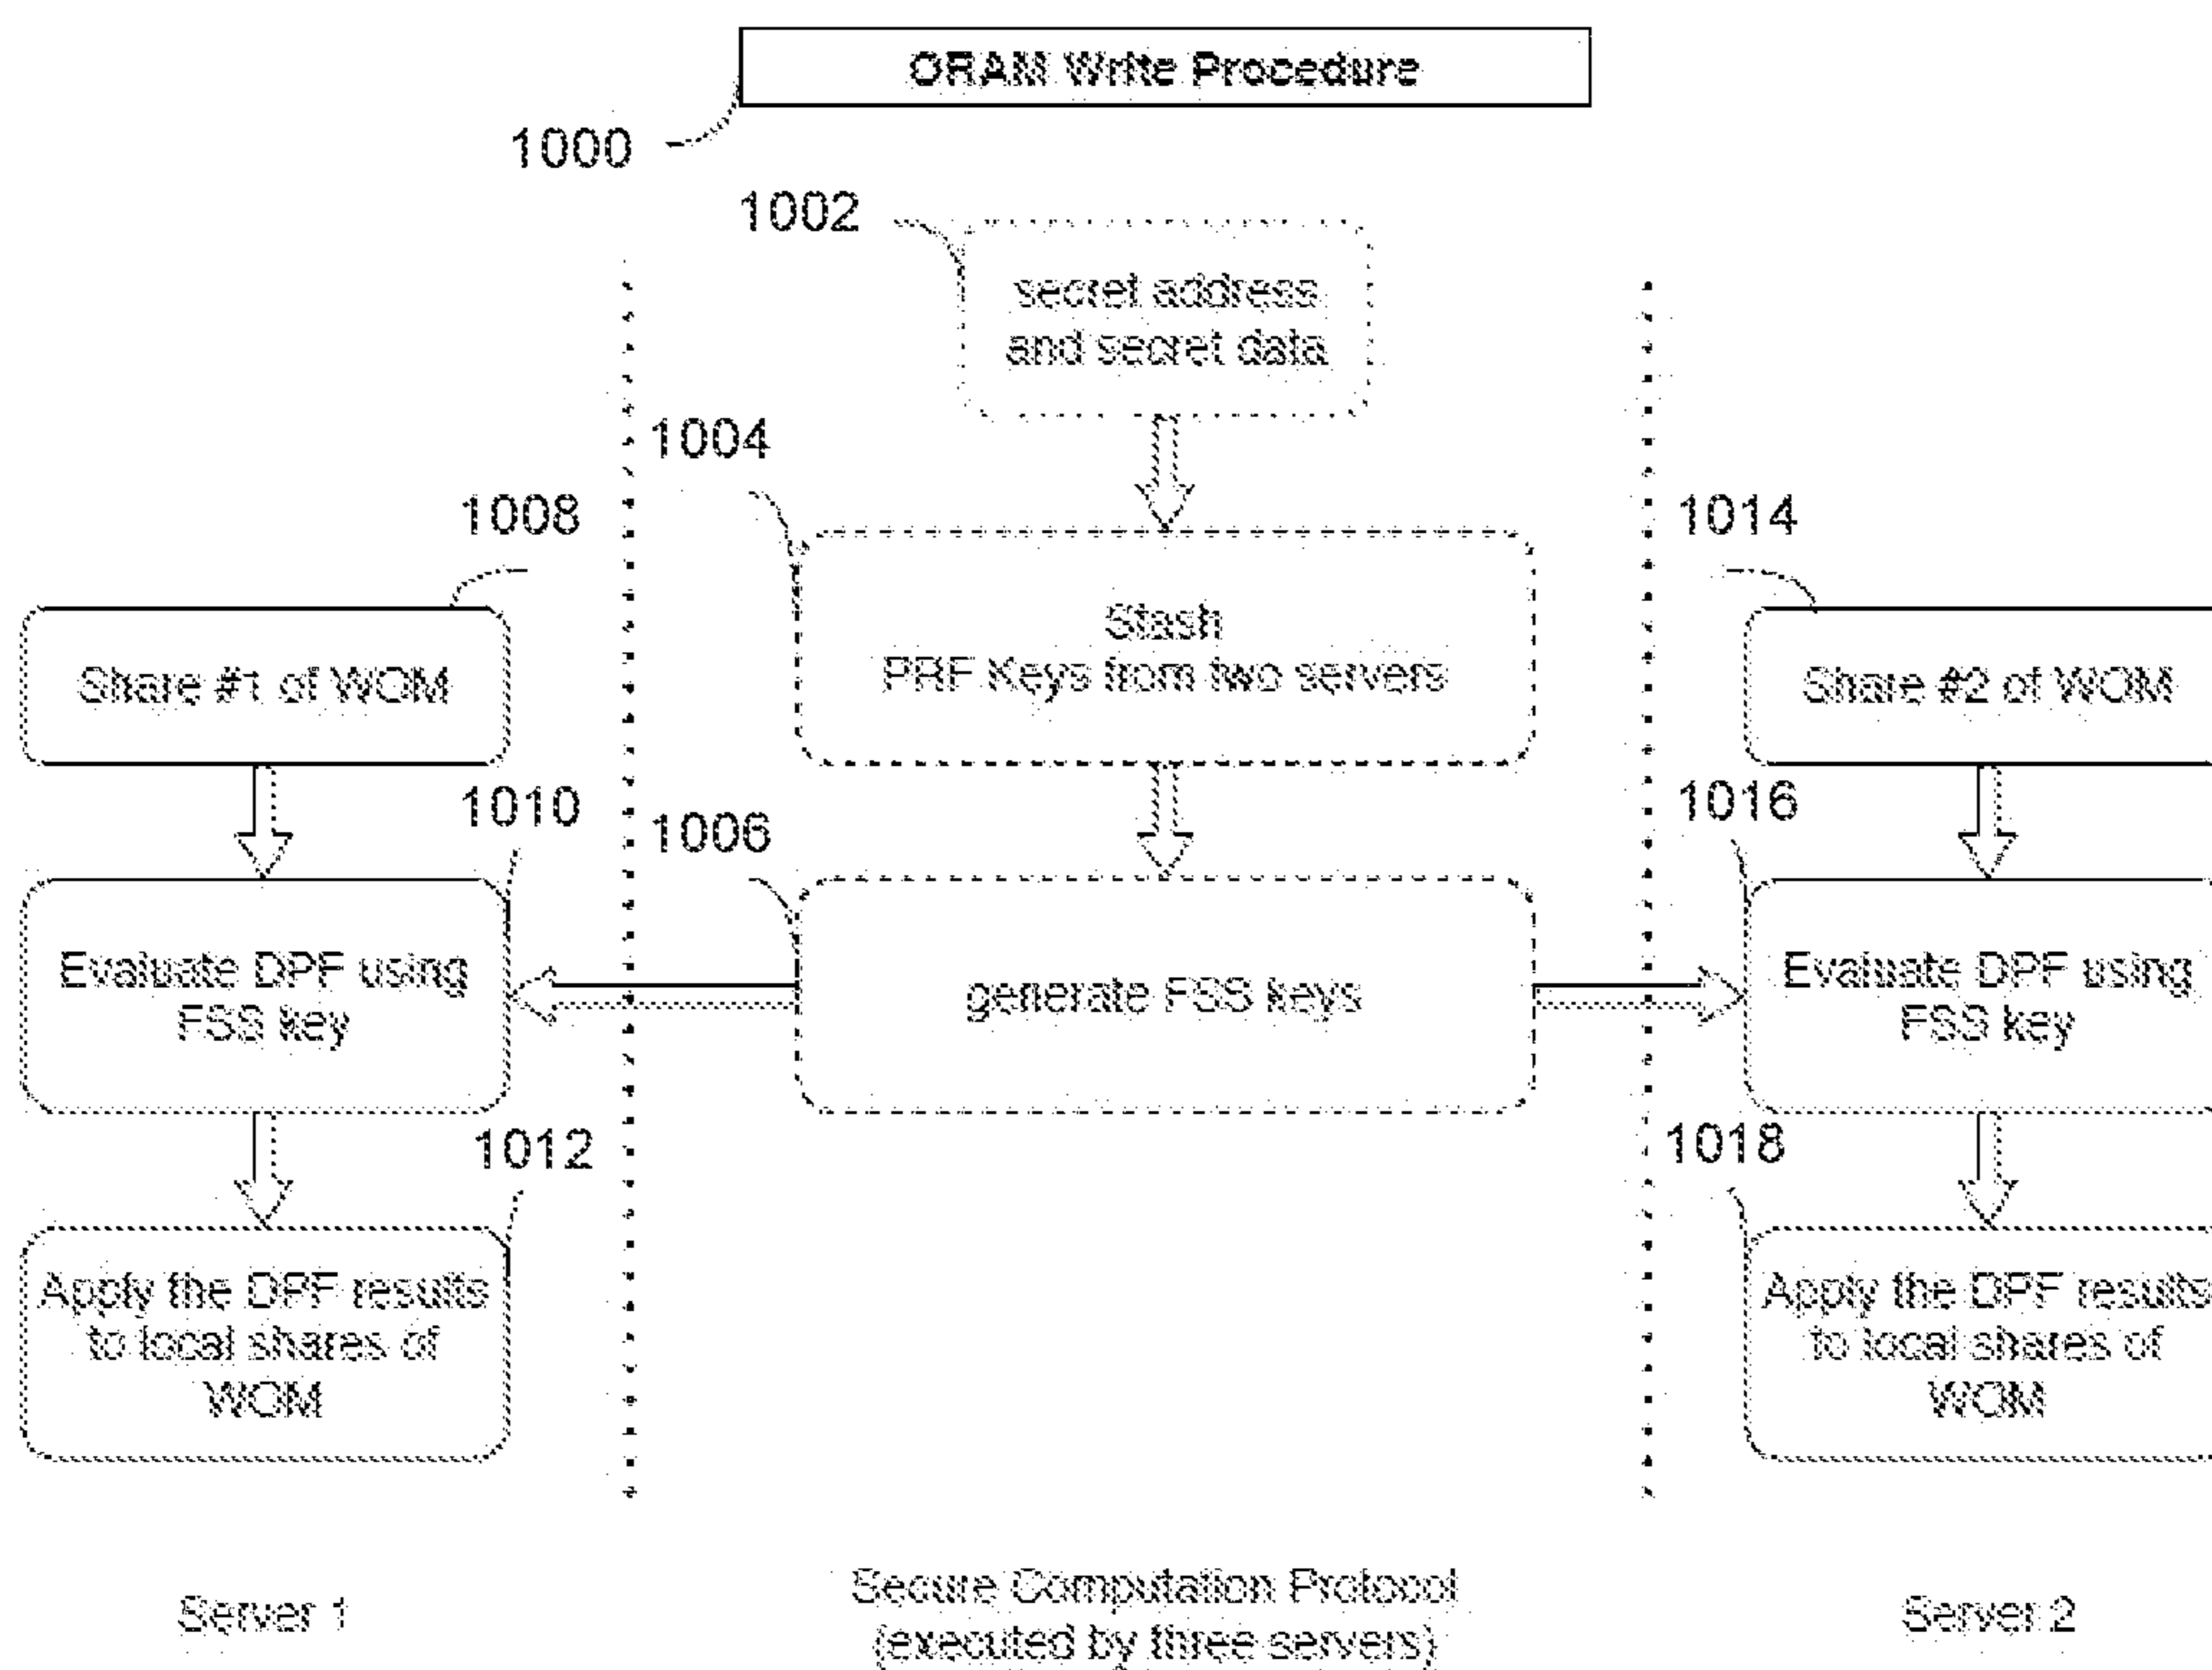 ORAM Write Procedure
1000
1002
secret address
and secret data
1004
1008
1014
Stash
PRF Keys from two servers
Share #1 of WOM
Share #2 of WOM
1010
1006
1016
Evaluate DPF using
FSS key
generate FSS keys
Evaluate DPF using
FSS key
1012
1018
Apply the DPF results
to local shares of
WOM
Apply the DPF results
to local shares of
WOM
Server 1
Secure Computation Protocol
(executed by three servers)
Server 2